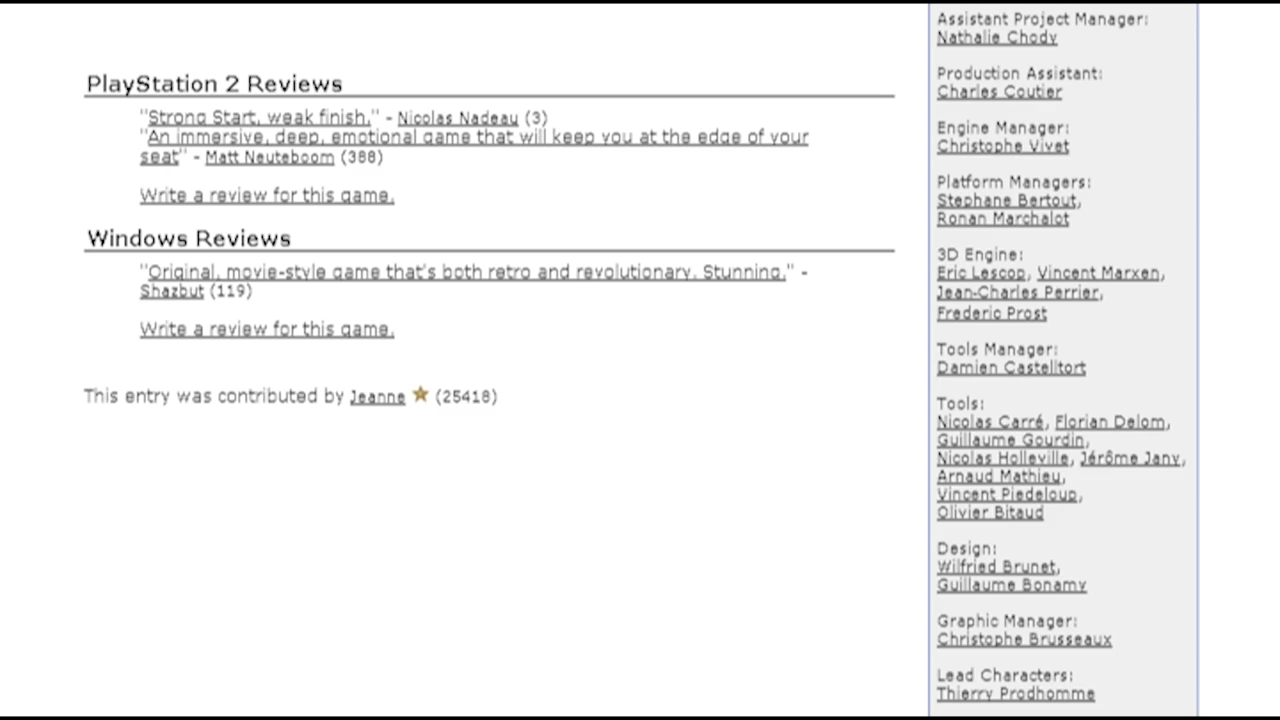 PlayStation 2 Reviews
"Strong Start, weak finish." - Nicolas Nadeau (3)
"An immersive, deep, emotional game that will keep you at the edge of your
seat" - Matt Neuteboom (388)
Write a review for this game.
Windows Reviews
"Original, movie-style game that's both retro and revolutionary. Stunning." -
Shazbut (119)
Write a review for this game.
This entry was contributed by Jeanne (25418)
Assistant Project Manager:
Nathalie Chody
Production Assistant:
Charles Coutier
Engine Manager:
Christophe Vivet
Platform Managers:
Stephane Bertout,
Ronan Marchalot
3D Engine:
Eric Lescop, Vincent Marxen,
Jean-Charles Perrier,
Frederic Prost
Tools Manager:
Damien Castelltort
Tools:
Nicolas Carré, Florian Delom,
Guillaume Gourdin,
Nicolas Holleville, Jérôme Jany,
Arnaud Mathieu,
Vincent Piedeloup,
Olivier Bitaud
Design:
Wilfried Brunet,
Guillaume Bonamy
Graphic Manager:
Christophe Brusseaux
Lead Characters:
Thierry Prodhomme